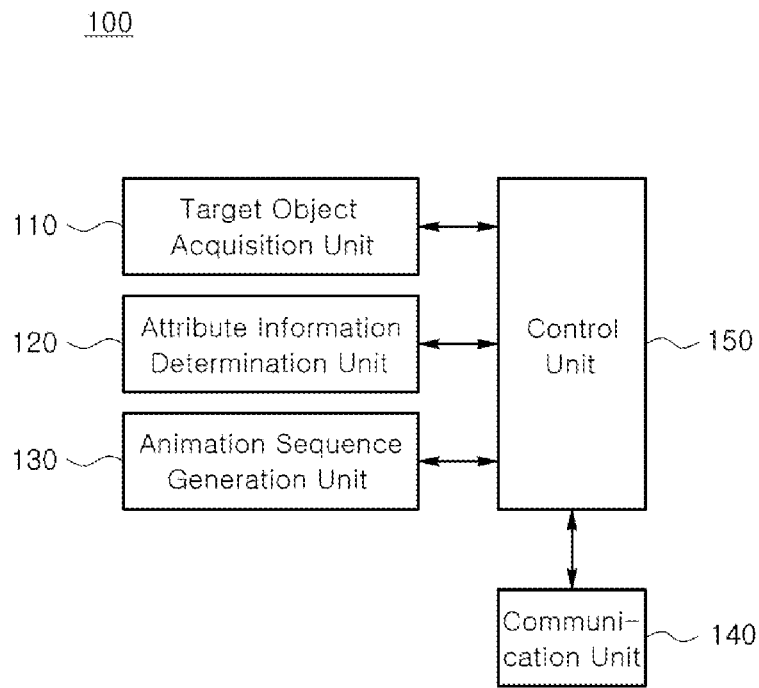 100
110
Target Object
Acquisition Unit
120
Attribute Information
Determination Unit
130
Animation Sequence
Generation Unit
Control
Unit
150
Communi-
cation Unit
140